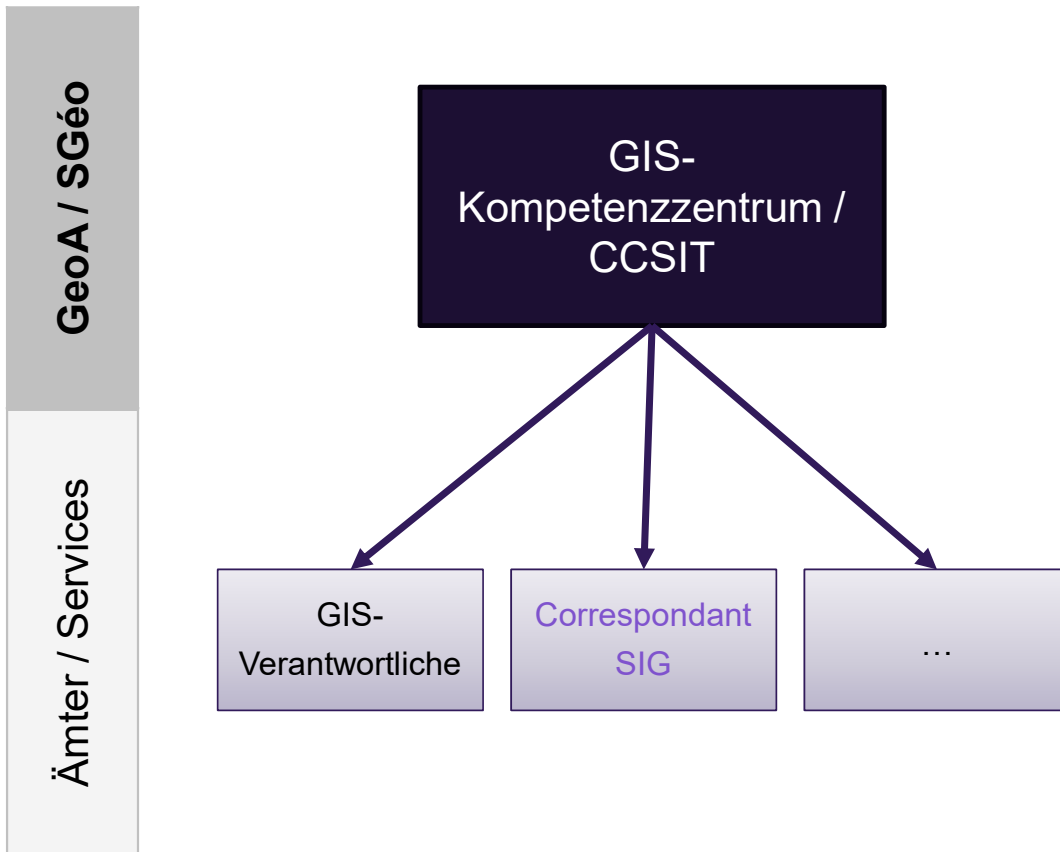 GeoA / SGéo
GIS-
Kompetenzzentrum /
CCSIT
Ämter / Services
GIS-
Verantwortliche
Correspondant
SIG
…